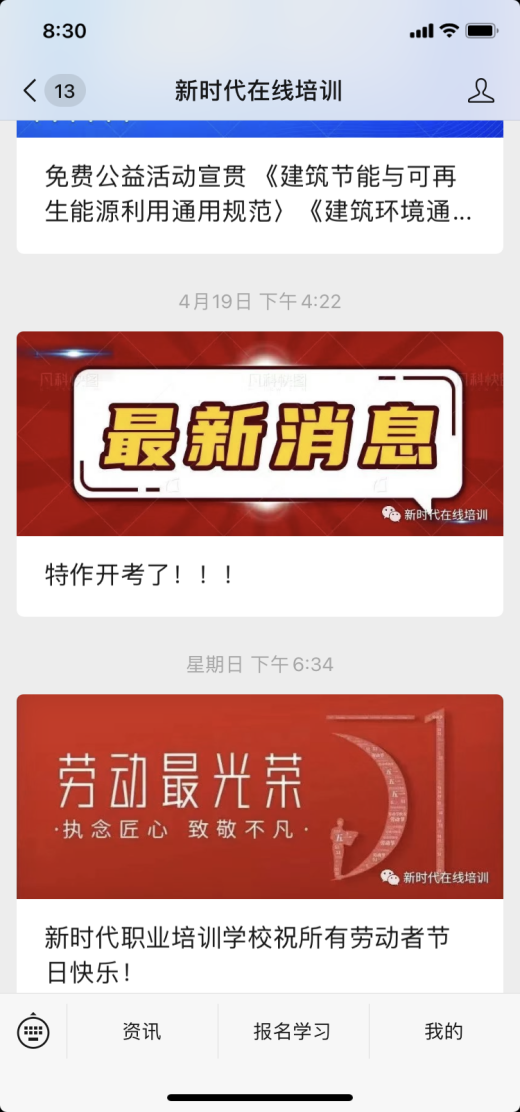 8:30
13
新时代在线培训
免费公益活动宣贯 《建筑节能与可再
生能源利用通用规范》《建筑环境通...
4月19日 下午4:22
最新消息
新时代在线培训
特作开考了！！！
星期日 下午6:34
劳动最光荣
·执念匠心 致敬不凡·
51
新时代在线培训
新时代职业培训学校祝所有劳动者节
日快乐！
资讯
报名学习
我的